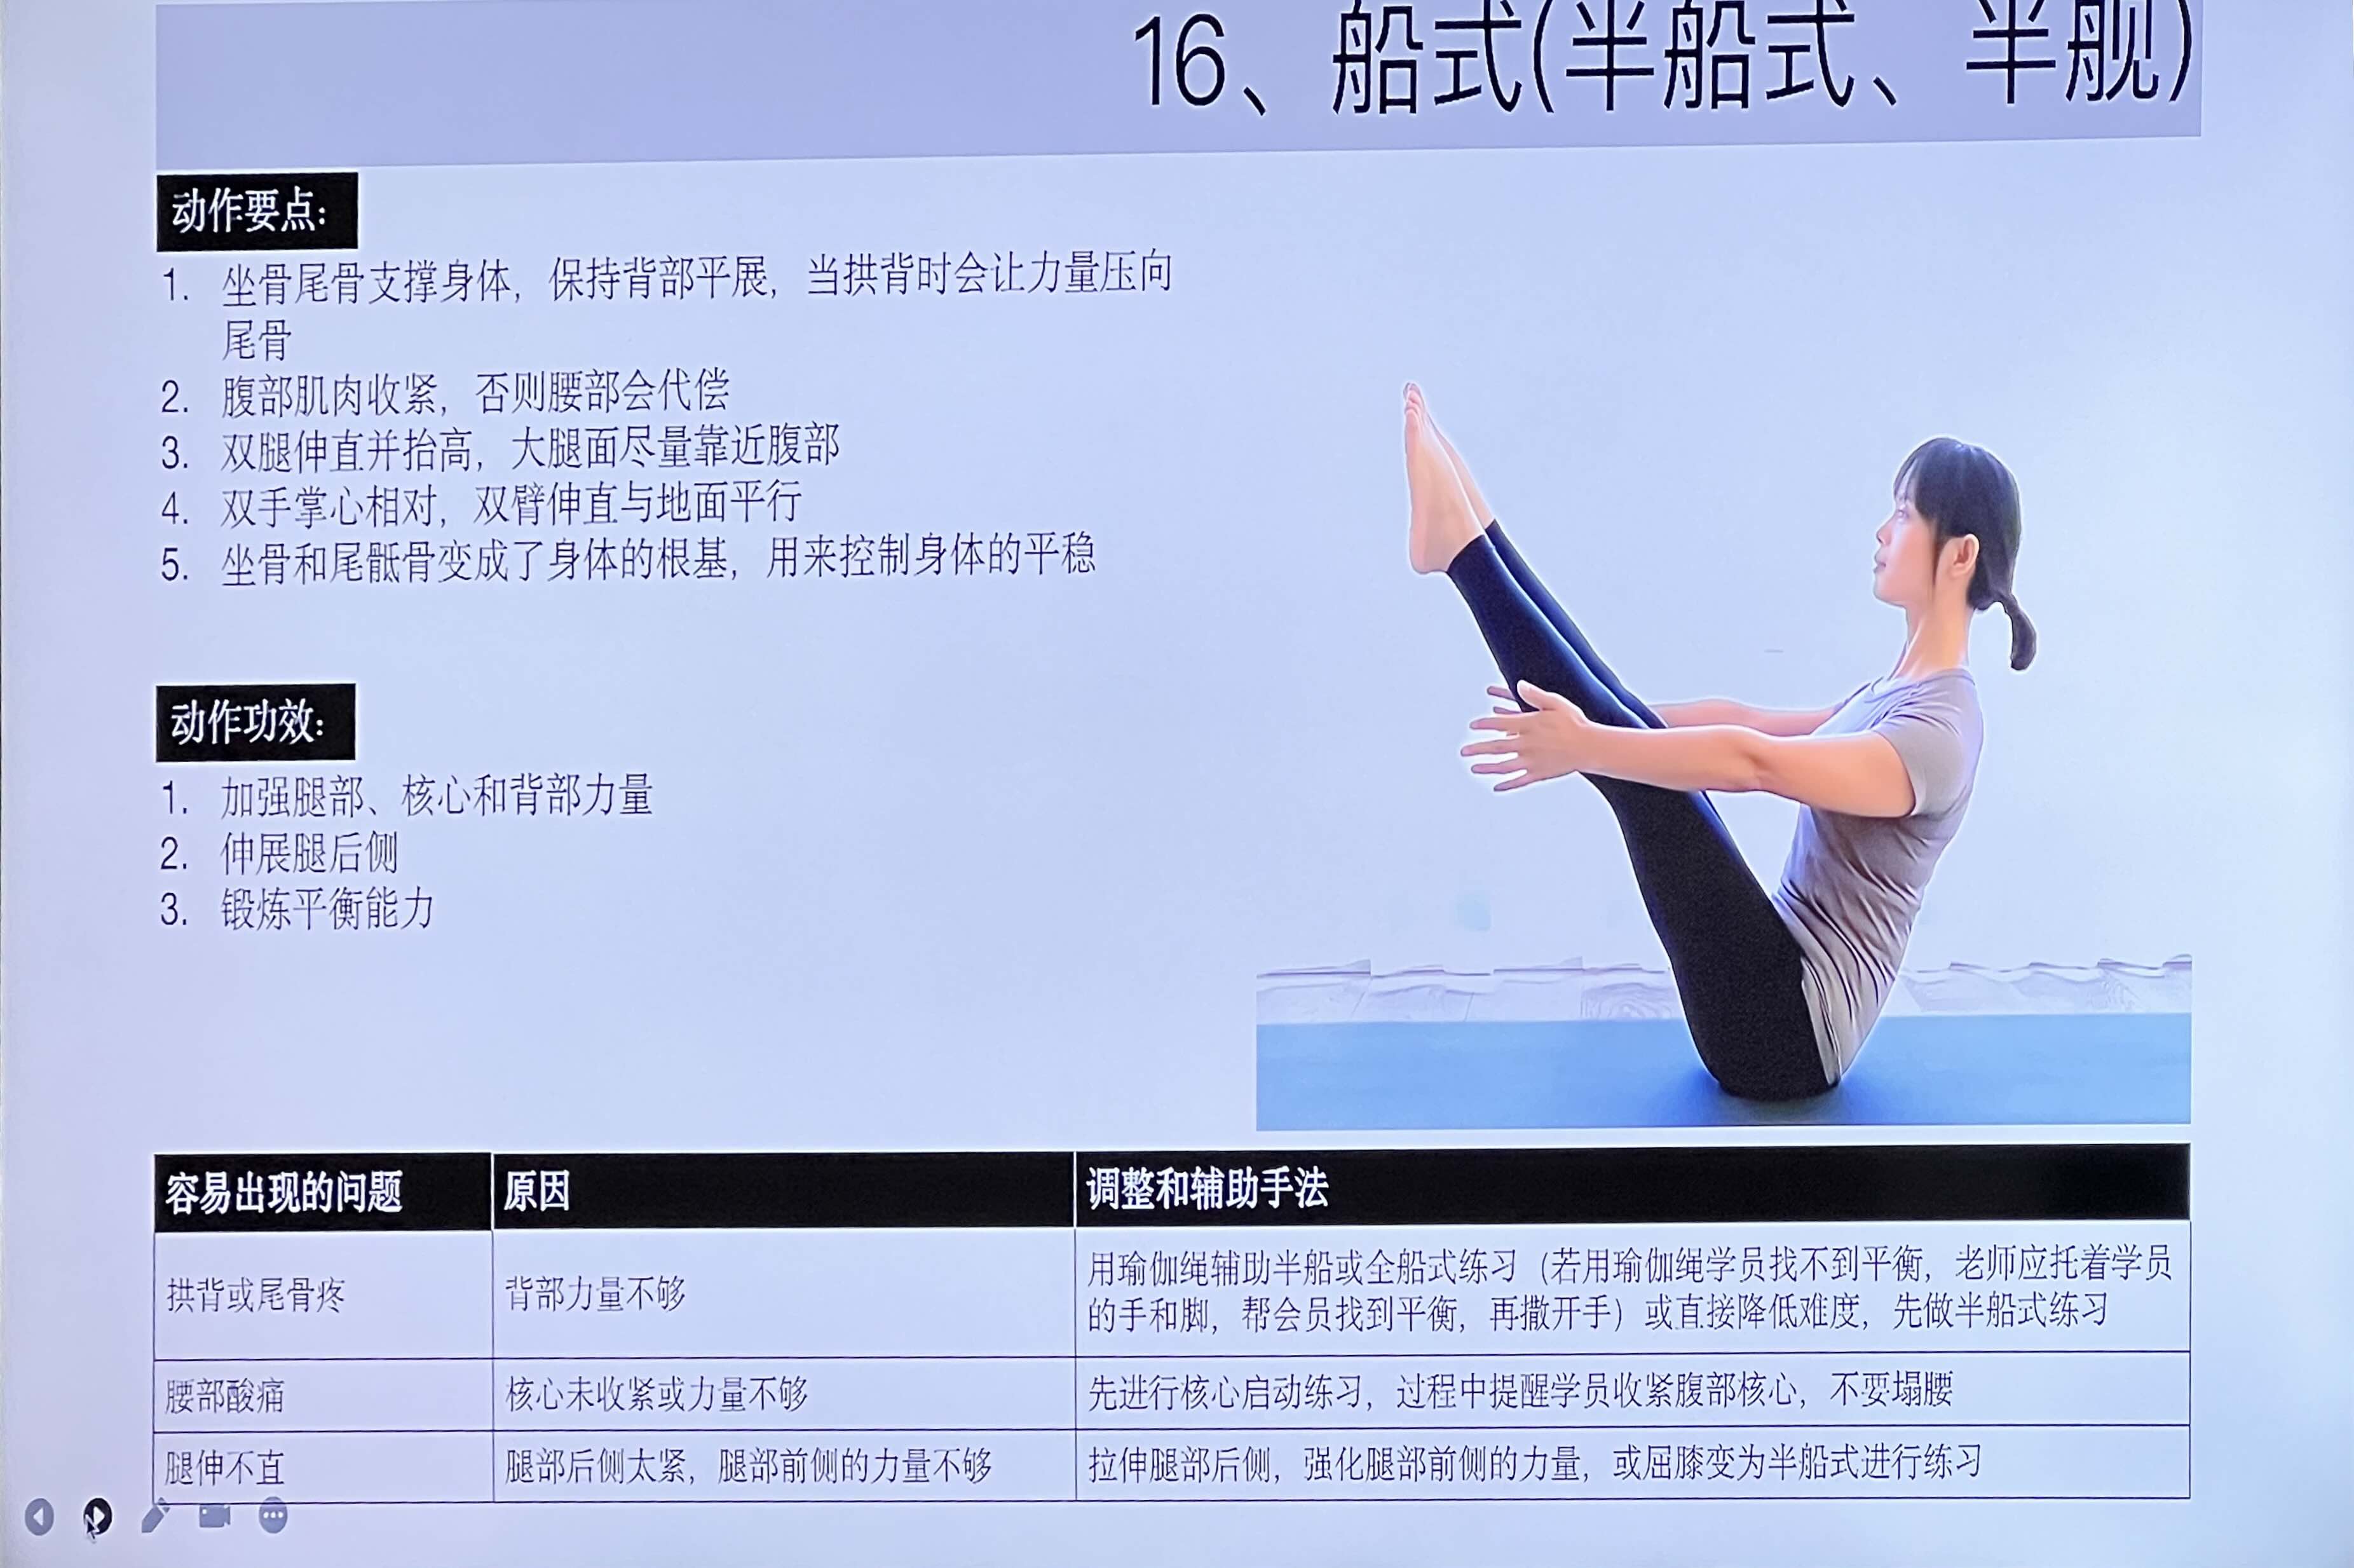 16、船式(半船式、半舰)
动作要点:
1. 坐骨尾骨支撑身体，保持背部平展，当拱背时会让力量压向
尾骨
2. 腹部肌肉收紧，否则腰部会代偿
3. 双腿伸直并抬高，大腿面尽量靠近腹部
4. 双手掌心相对，双臂伸直与地面平行
5. 坐骨和尾骶骨变成了身体的根基，用来控制身体的平稳
动作功效:
1. 加强腿部、核心和背部力量
2. 伸展腿后侧
3. 锻炼平衡能力
容易出现的问题 原因 调整和辅助手法
拱背或尾骨疼 背部力量不够 用瑜伽绳辅助半船或全船式练习（若用瑜伽绳学员找不到平衡，老师应托着学员
的手和脚，帮会员找到平衡，再撒开手）或直接降低难度，先做半船式练习
腰部酸痛 核心未收紧或力量不够 先进行核心启动练习，过程中提醒学员收紧腹部核心，不要塌腰
腿伸不直 腿部后侧太紧，腿部前侧的力量不够 拉伸腿部后侧，强化腿部前侧的力量，或屈膝变为半船式进行练习